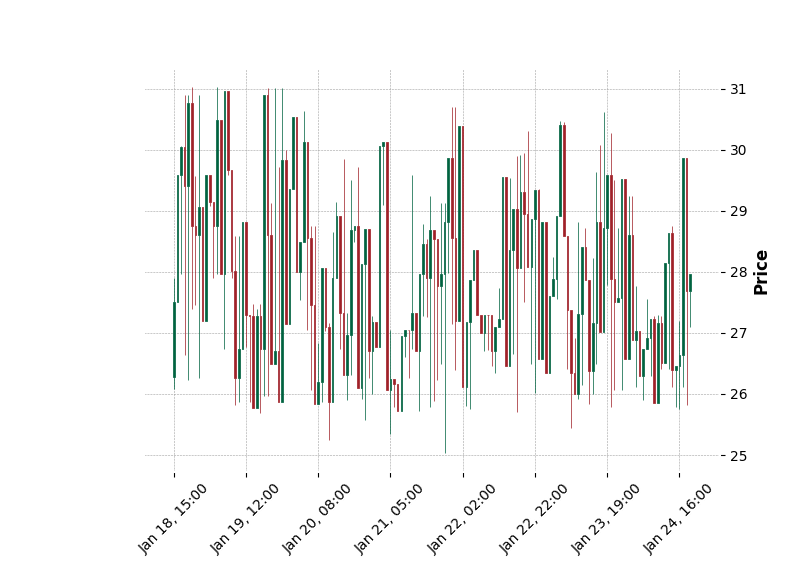 31
30
29
28
27
26
25
Price
Jan 18, 15:00
Jan 19, 12:00
Jan 20, 08:00
Jan 21, 05:00
Jan 22, 02:00
Jan 22, 22:00
Jan 23, 19:00
Jan 24, 16:00